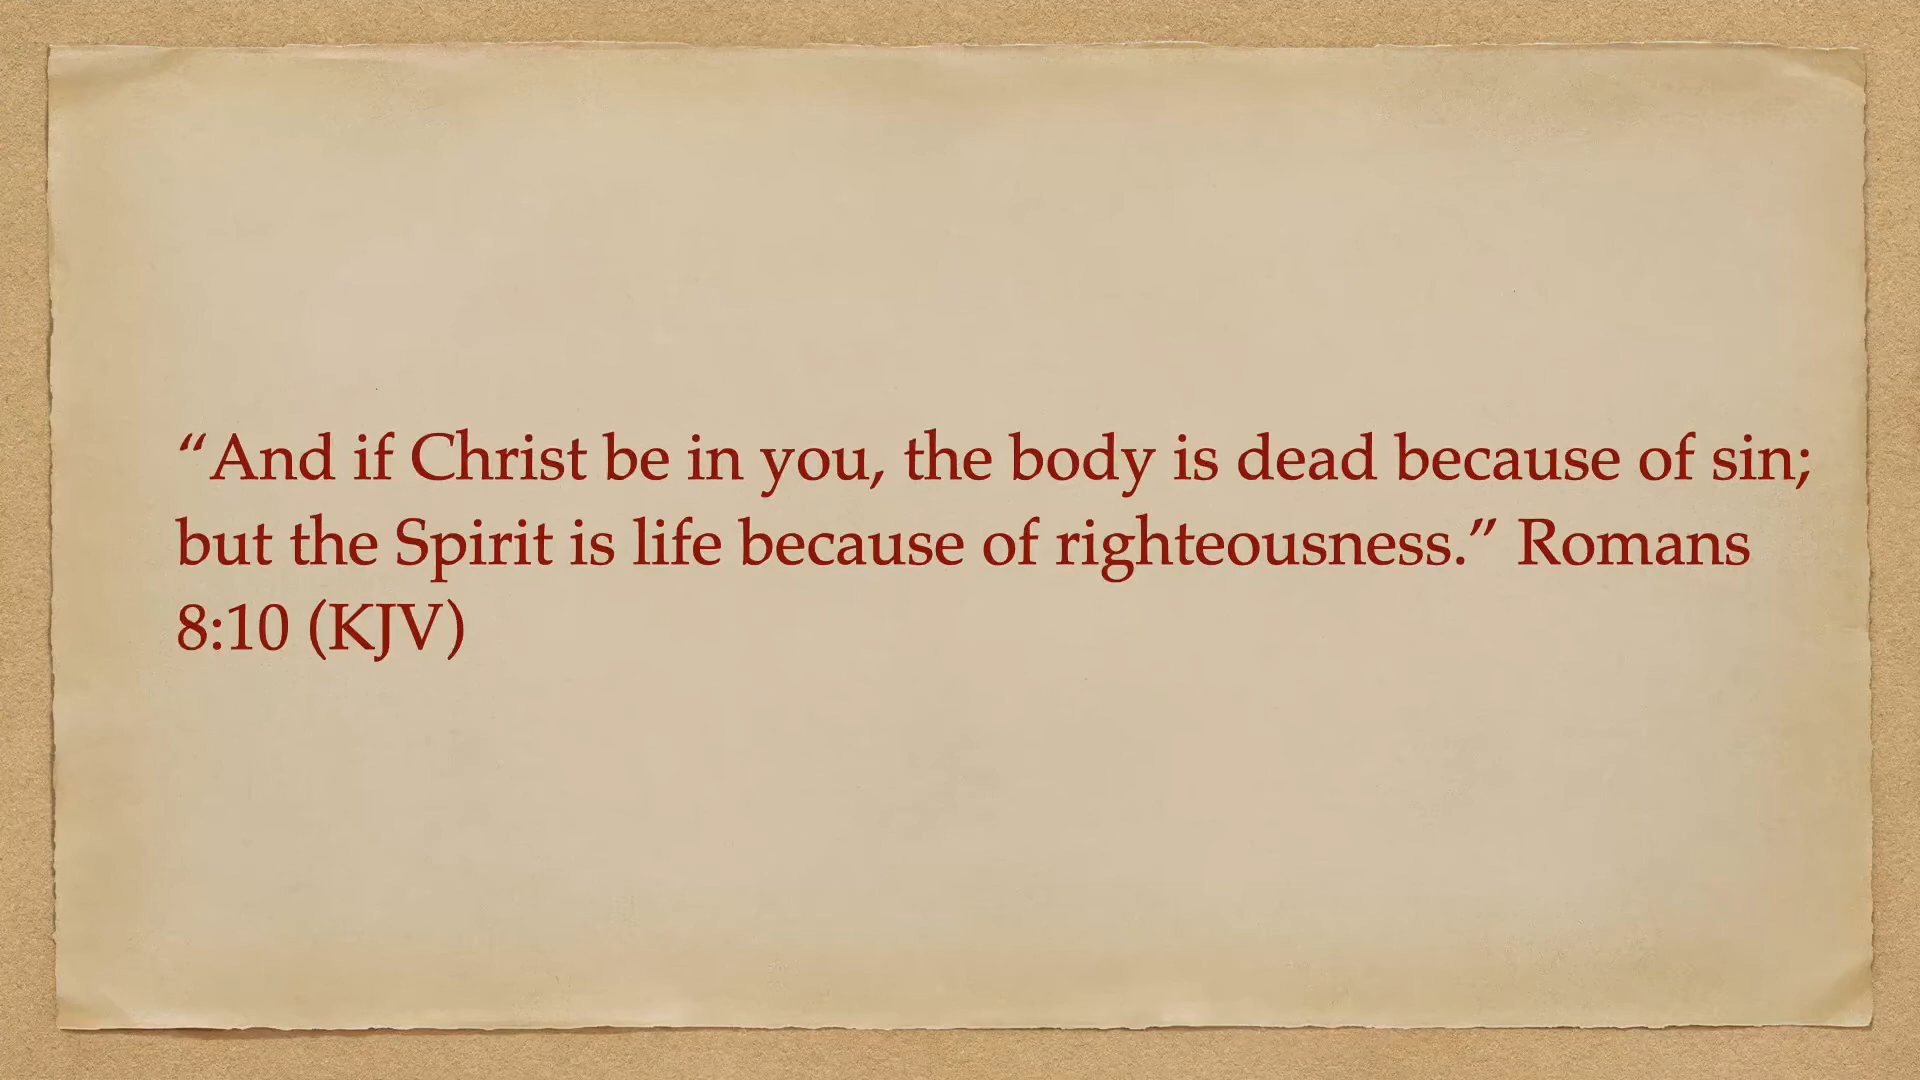 “And if Christ be in you, the body is dead because of sin;
but the Spirit is life because of righteousness.” Romans
8:10 (KJV)